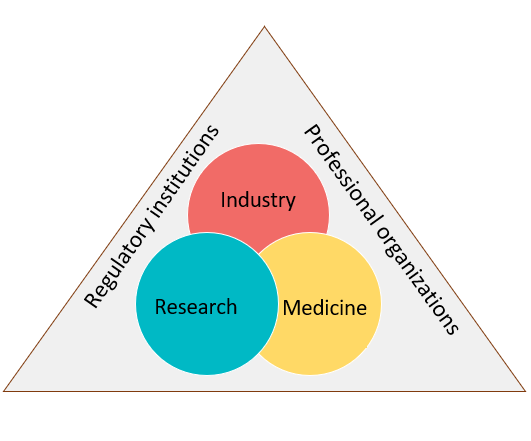 Regulatory institutions
Professional organizations
Industry
Research
Medicine